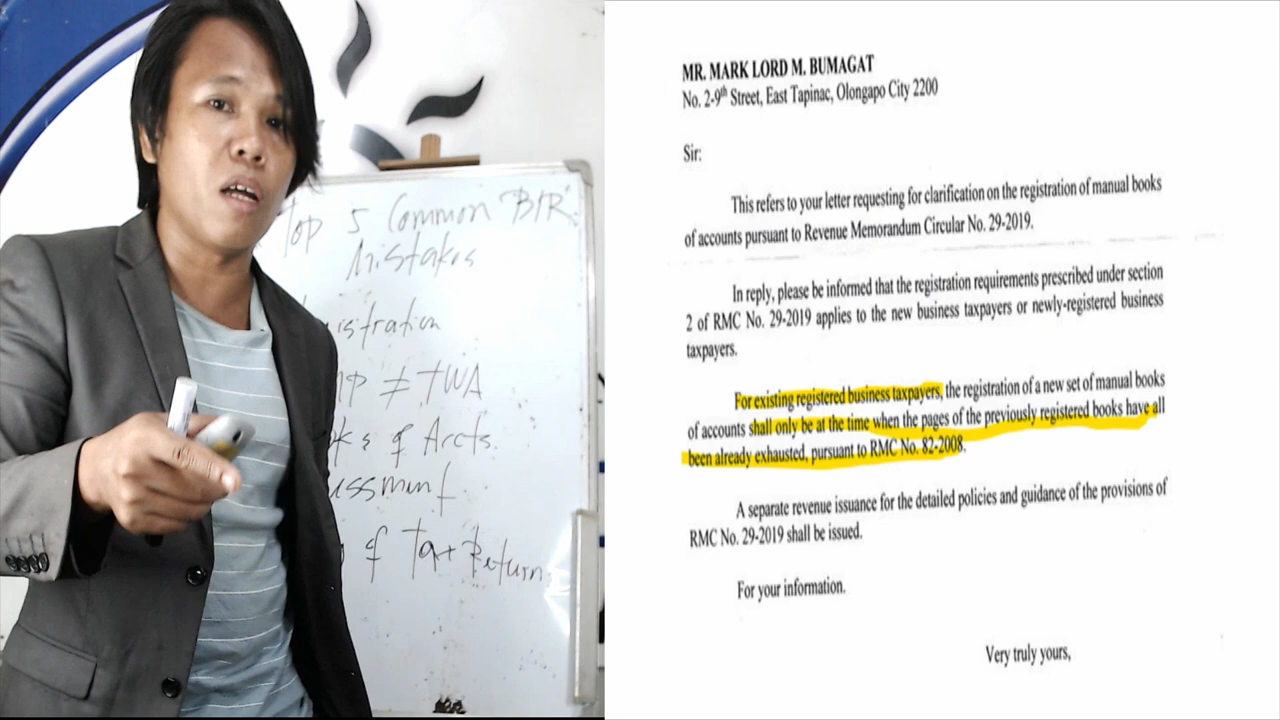 Top 5 Common BIR
Mistakes
istration
≠ TWA
of Accts.
ssment
of Tax Return
MR. MARK LORD M. BUMAGAT
No. 2-9th Street, East Tapinac, Olongapo City 2200
Sir:
This refers to your letter requesting for clarification on the registration of manual books
of accounts pursuant to Revenue Memorandum Circular No. 29-2019.
In reply, please be informed that the registration requirements prescribed under section
2 of RMC No. 29-2019 applies to the new business taxpayers or newly-registered business
taxpayers.
For existing registered business taxpayers, the registration of a new set of manual books
of accounts shall only be at the time when the pages of the previously registered books have all
been already exhausted, pursuant to RMC No. 82-2008.
A separate revenue issuance for the detailed policies and guidance of the provisions of
RMC No. 29-2019 shall be issued.
For your information.
Very truly yours,